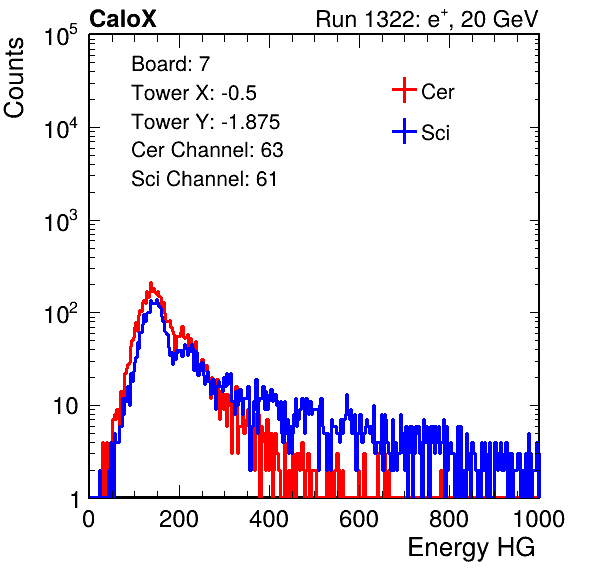 CaloX Run 1322: e⁺, 20 GeV
Board: 7
Tower X: -0.5
Tower Y: -1.875
Cer Channel: 63
Sci Channel: 61
Cer
Sci
Counts
10⁵
10⁴
10³
10²
10
1
0 200 400 600 800 1000
Energy HG